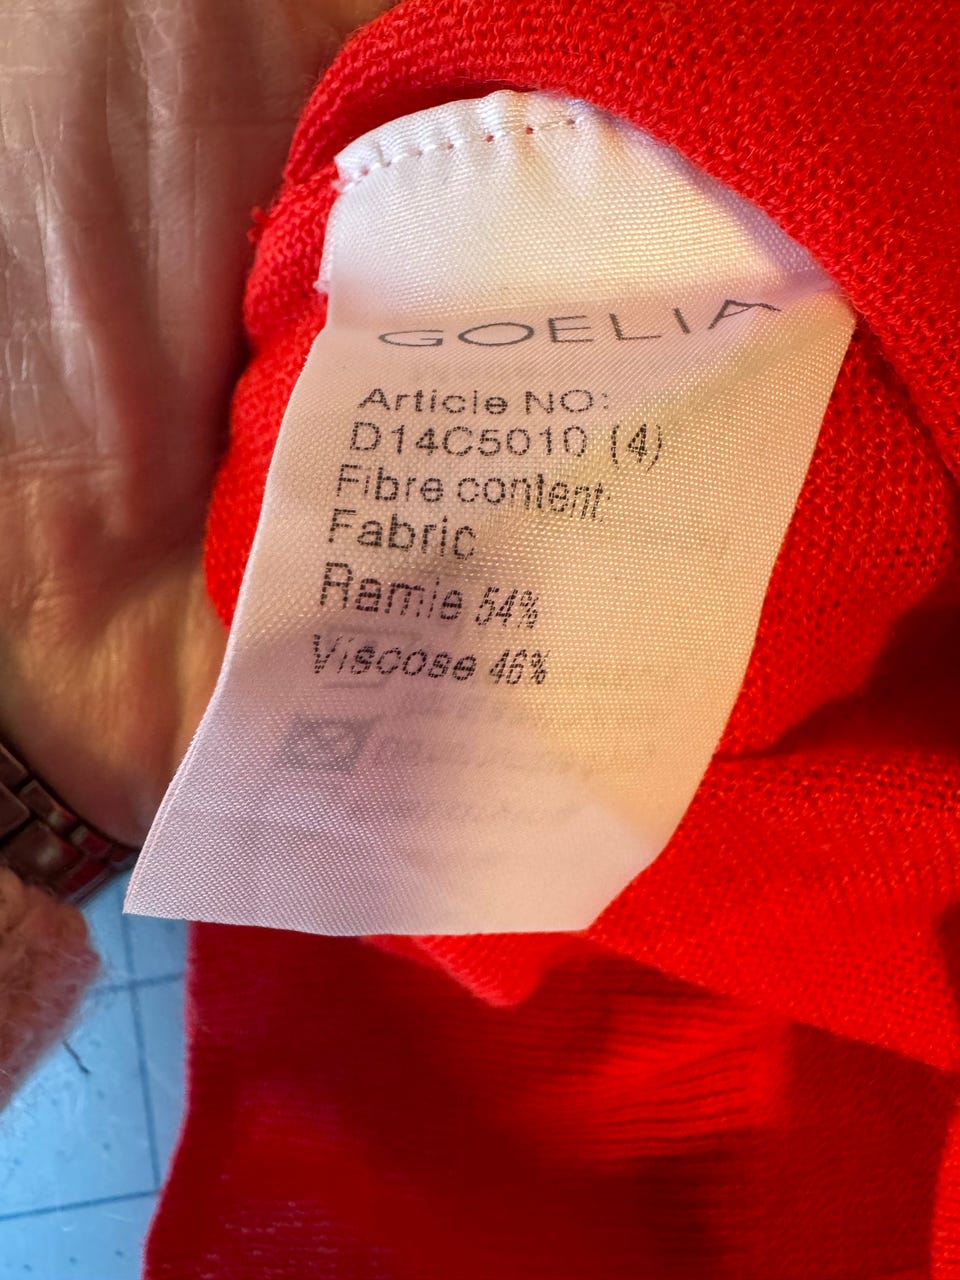 GOELIA
Article NO:
D14C5010 (4)
Fibre content:
Fabric
Ramie 54%
Viscose 46%